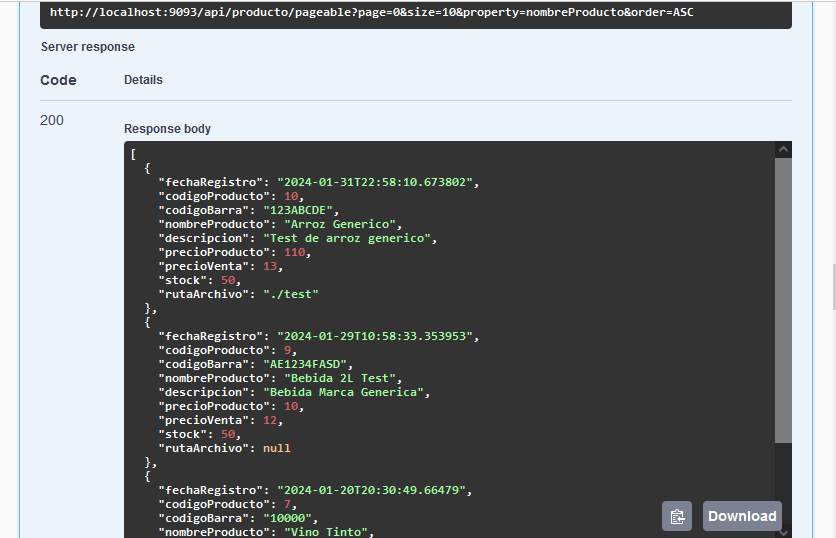 http://localhost:9093/api/producto/pageable?page=0&size=10&property=nombreProducto&order=ASC
Server response
Code Details
200
Response body
[
{
"fechaRegistro": "2024-01-31T22:58:10.673802",
"codigoProducto": 10,
"codigoBarra": "123ABCDE",
"nombreProducto": "Arroz Generico",
"descripcion": "Test de arroz generico",
"precioProducto": 110,
"precioVenta": 13,
"stock": 50,
"rutaArchivo": "./test"
},
{
"fechaRegistro": "2024-01-29T10:58:33.353953",
"codigoProducto": 9,
"codigoBarra": "AE1234FASD",
"nombreProducto": "Bebida 2L Test",
"descripcion": "Bebida Marca Generica",
"precioProducto": 10,
"precioVenta": 12,
"stock": 50,
"rutaArchivo": null
},
{
"fechaRegistro": "2024-01-20T20:30:49.66479",
"codigoProducto": 7,
"codigoBarra": "10000",
"nombreProducto": "Vino Tinto",
Download